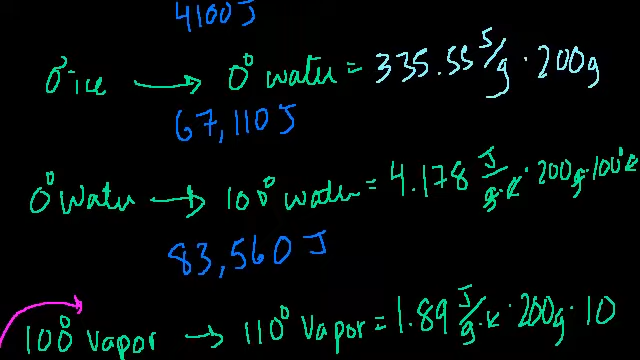 4100 J
0° ice → 0° water = 335.55 J/g · 200g
67,110 J
0° water → 100° water = 4.178 J/g·K · 200g · 100°K
83,560 J
100° vapor → 110° vapor = 1.89 J/g·K · 200g · 10